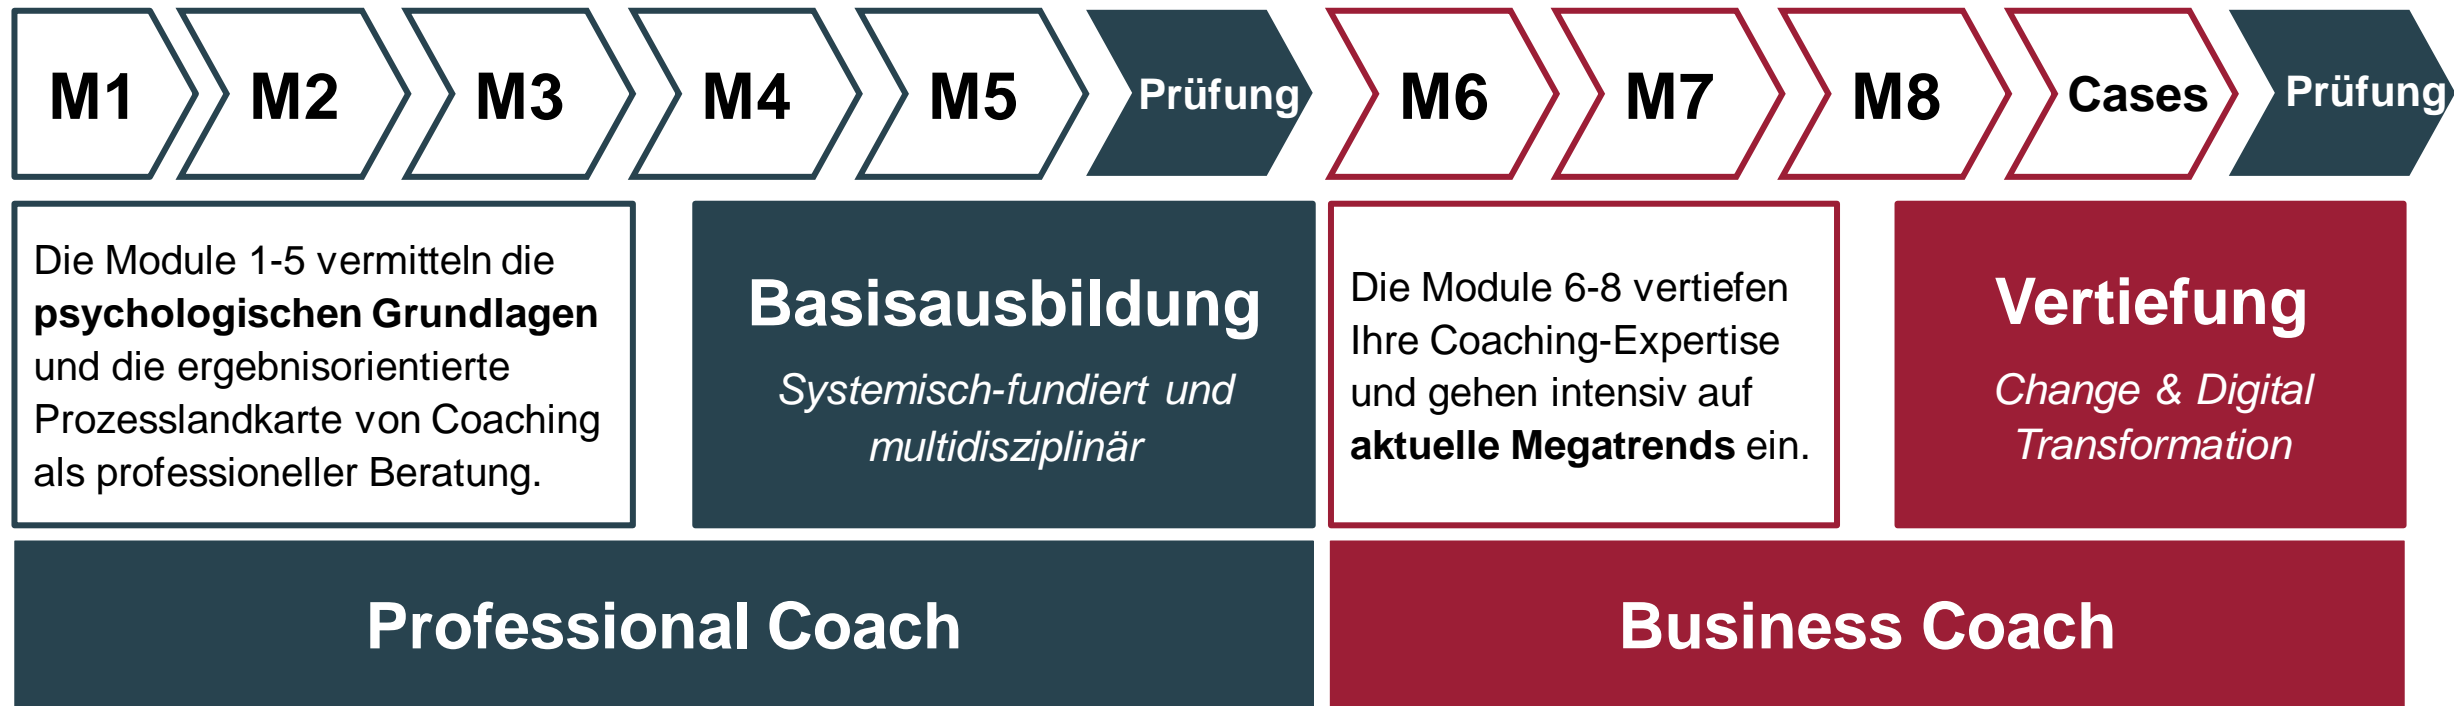 M1 M2 M3 M4 M5 Prüfung M6 M7 M8 Cases Prüfung
Die Module 1-5 vermitteln die
psychologischen Grundlagen
und die ergebnisorientierte
Prozesslandkarte von Coaching
als professioneller Beratung.
Basisausbildung
Systemisch-fundiert und
multidisziplinär
Die Module 6-8 vertiefen
Ihre Coaching-Expertise
und gehen intensiv auf
aktuelle Megatrends ein.
Vertiefung
Change & Digital
Transformation
Professional Coach
Business Coach